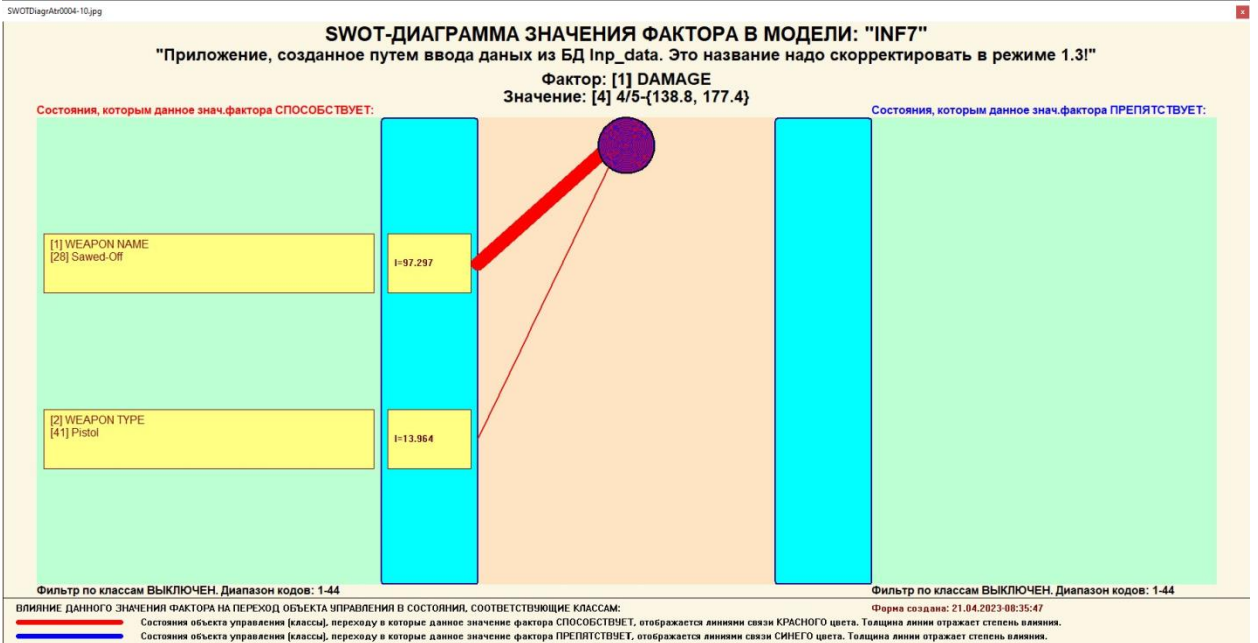 SWOTDiagrAtr0004-10.jpg
x
SWOT-ДИАГРАММА ЗНАЧЕНИЯ ФАКТОРА В МОДЕЛИ: "INF7"
"Приложение, созданное путем ввода даных из БД Inp_data. Это название надо скорректировать в режиме 1.3!"
Фактор: [1] DAMAGE
Значение: [4] 4/5-{138.8, 177.4}
Состояния, которым данное знач.фактора СПОСОБСТВУЕТ:
Состояния, которым данное знач.фактора ПРЕПЯТСТВУЕТ:
[1] WEAPON NAME
[28] Sawed-Off
I=97.297
[2] WEAPON TYPE
[41] Pistol
I=13.964
Фильтр по классам ВЫКЛЮЧЕН. Диапазон кодов: 1-44
Фильтр по классам ВЫКЛЮЧЕН. Диапазон кодов: 1-44
ВЛИЯНИЕ ДАННОГО ЗНАЧЕНИЯ ФАКТОРА НА ПЕРЕХОД ОБЪЕКТА УПРАВЛЕНИЯ В СОСТОЯНИЯ, СООТВЕТСТВУЮЩИЕ КЛАССАМ:
Форма создана: 21.04.2023-08:35:47
Состояния объекта управления (классы), переходу в которые данное значение фактора СПОСОБСТВУЕТ, отображается линиями связи КРАСНОГО цвета. Толщина линии отражает степень влияния.
Состояния объекта управления (классы), переходу в которые данное значение фактора ПРЕПЯТСТВУЕТ, отображается линиями связи СИНЕГО цвета. Толщина линии отражает степень влияния.